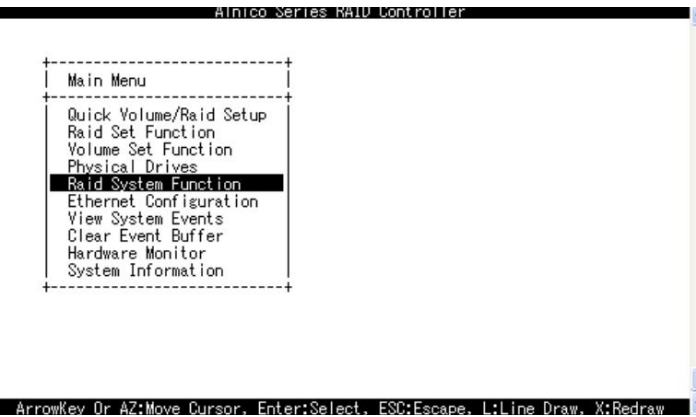 Alnico Series RAID Controller
Main Menu
Quick Volume/Raid Setup
Raid Set Function
Volume Set Function
Physical Drives
Raid System Function
Ethernet Configuration
View System Events
Clear Event Buffer
Hardware Monitor
System Information
ArrowKey Or AZ:Move Cursor, Enter:Select, ESC:Escape, L:Line Draw, X:Redraw